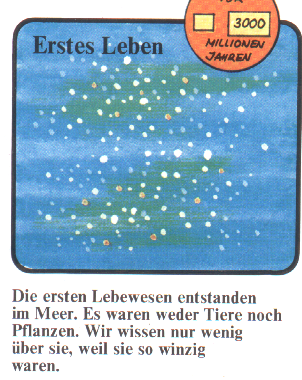 VOR
3000
MILLIONEN
JAHREN
Erstes Leben
Die ersten Lebewesen entstanden
im Meer. Es waren weder Tiere noch
Pflanzen. Wir wissen nur wenig
über sie, weil sie so winzig
waren.